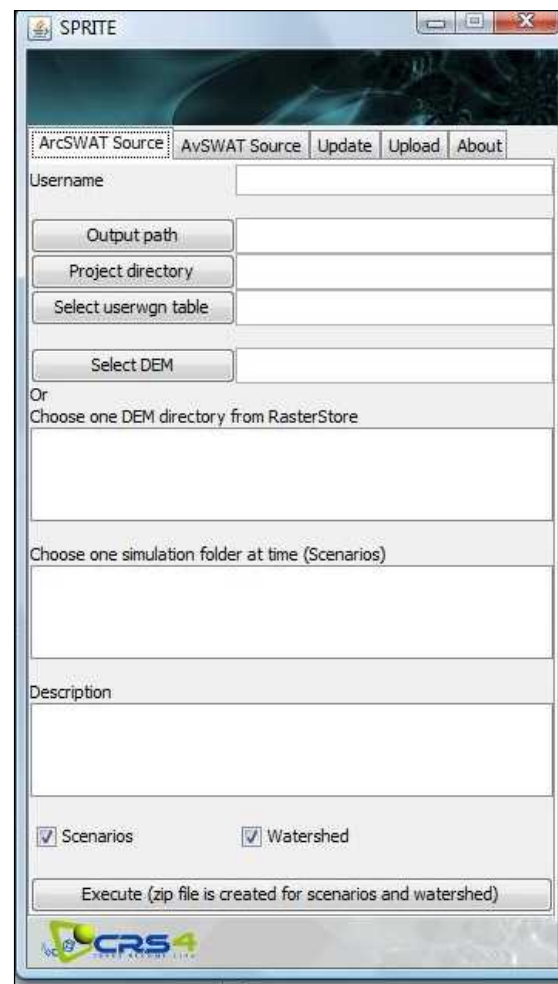 SPRITE
ArcSWAT Source AvSWAT Source Update Upload About
Username
Output path
Project directory
Select userwgn table
Select DEM
Or
Choose one DEM directory from RasterStore
Choose one simulation folder at time (Scenarios)
Description
Scenarios Watershed
Execute (zip file is created for scenarios and watershed)
CRS4